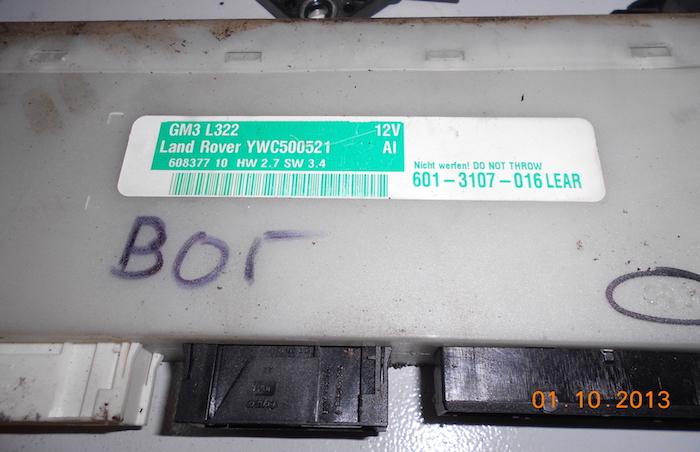 GM3 L322 12V
Land Rover YWC500521 AI
608377 10 HW 2.7 SW 3.4
Nicht werfen! DO NOT THROW
601-3107-016 LEAR
Вог
01.10.2013